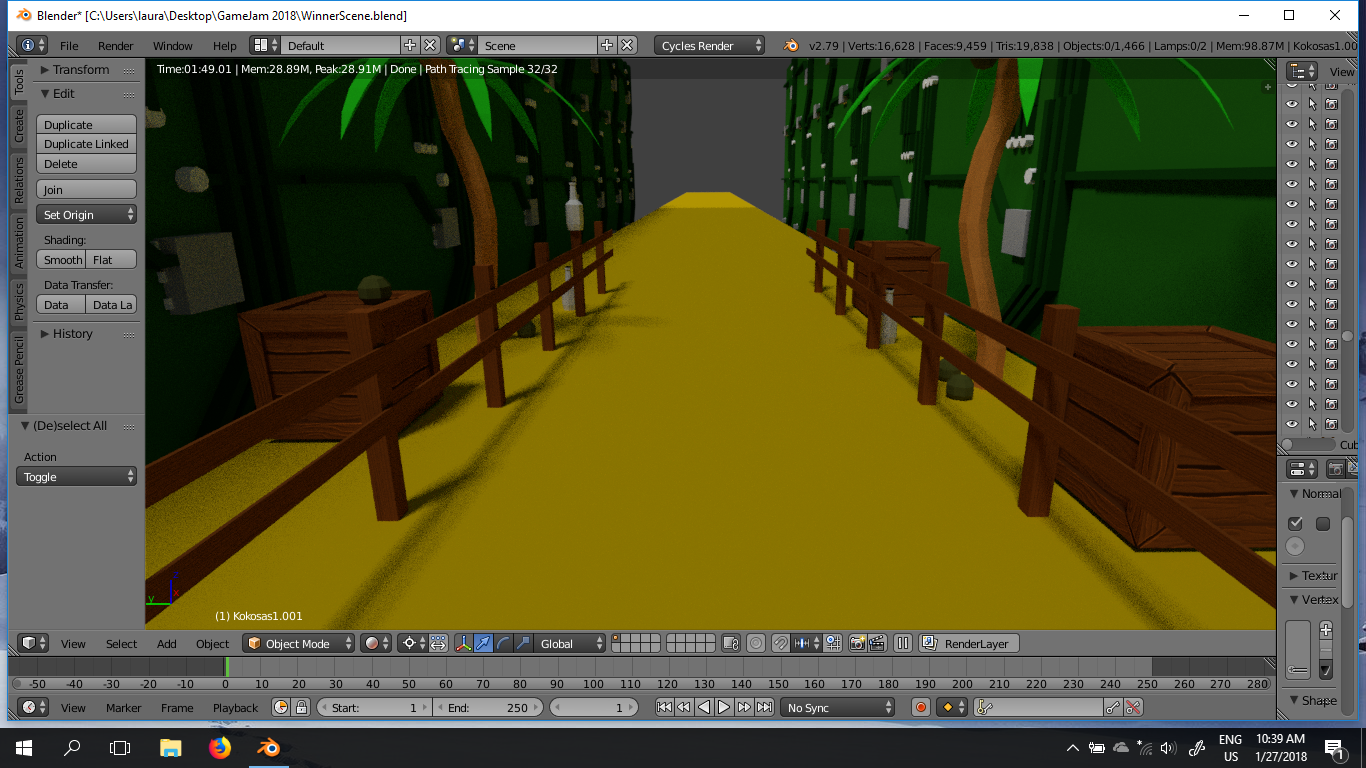 Blender* [C:\Users\laura\Desktop\GameJam 2018\WinnerScene.blend]
File Render Window Help Default Scene Cycles Render v2.79 | Verts:16,628 | Faces:9,459 | Tris:19,838 | Objects:0/1,466 | Lamps:0/2 | Mem:98.87M | Kokosas1.00
Time:01:49.01 | Mem:28.89M, Peak:28.91M | Done | Path Tracing Sample 32/32
View
Tools
Create
Relations
Animation
Physics
Grease Pencil
Transform
Edit
Duplicate
Duplicate Linked
Delete
Join
Set Origin
Shading:
Smooth Flat
Data Transfer:
Data Data La
History
(De)select All
Action
Toggle
Cub
Normal
Textur
Vertex
Shape
z
x
y
(1) Kokosas1.001
View Select Add Object Object Mode Global RenderLayer
-50 -40 -30 -20 -10 0 10 20 30 40 50 60 70 80 90 100 110 120 130 140 150 160 170 180 190 200 210 220 230 240 250 260 270 280
View Marker Frame Playback Start: 1 End: 250 1 No Sync
ENG
US
10:39 AM
1/27/2018
1